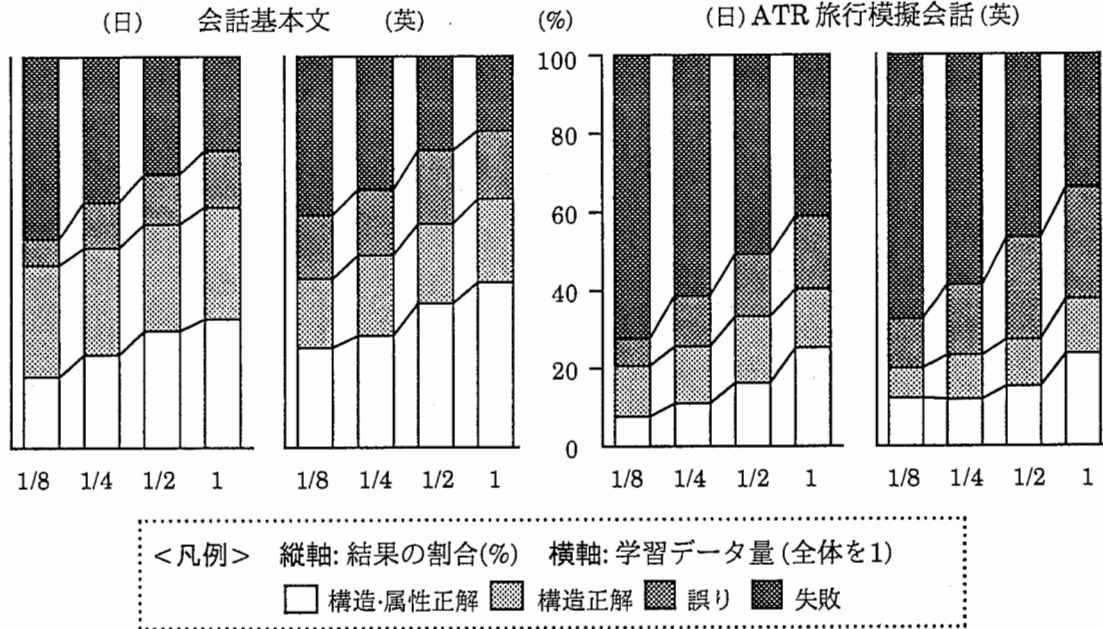 (日) 会話基本文 (英) (%) (日) ATR 旅行模擬会話 (英)
100
80
60
40
20
0
1/8 1/4 1/2 1 1/8 1/4 1/2 1 1/8 1/4 1/2 1 1/8 1/4 1/2 1
<凡例> 縦軸: 結果の割合(%) 横軸: 学習データ量 (全体を1)
構造・属性正解 構造正解 誤り 失敗